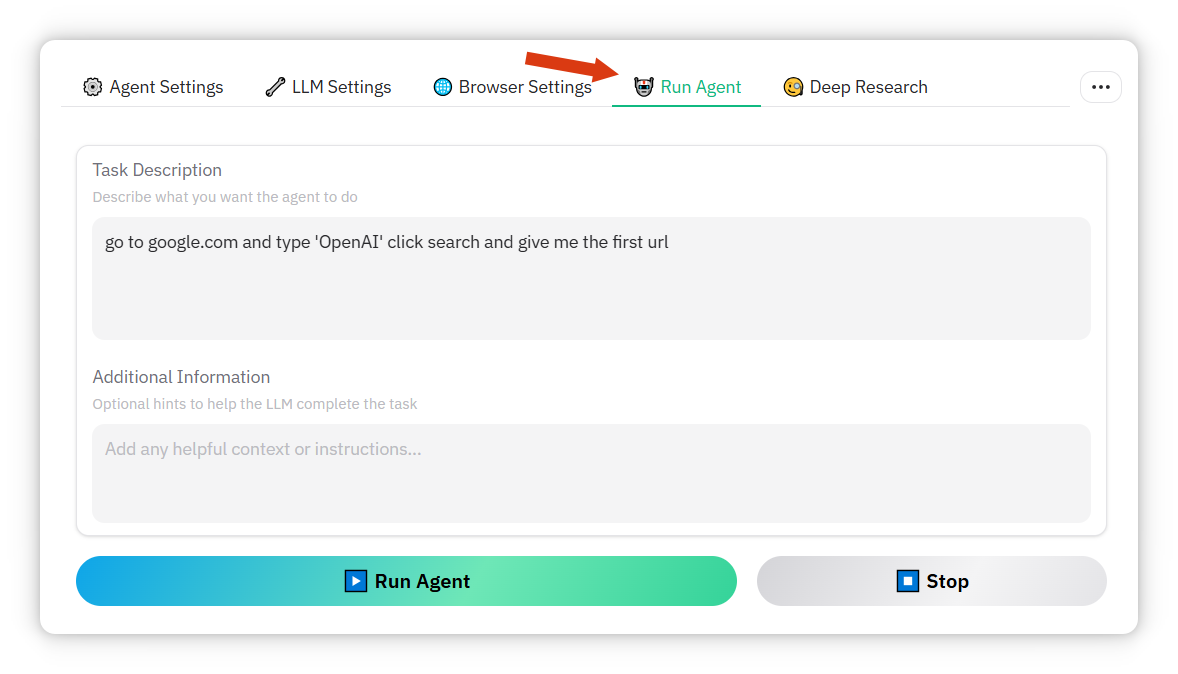 Agent Settings LLM Settings Browser Settings Run Agent Deep Research
Task Description
Describe what you want the agent to do
go to google.com and type 'OpenAI' click search and give me the first url
Additional Information
Optional hints to help the LLM complete the task
Add any helpful context or instructions...
Run Agent Stop